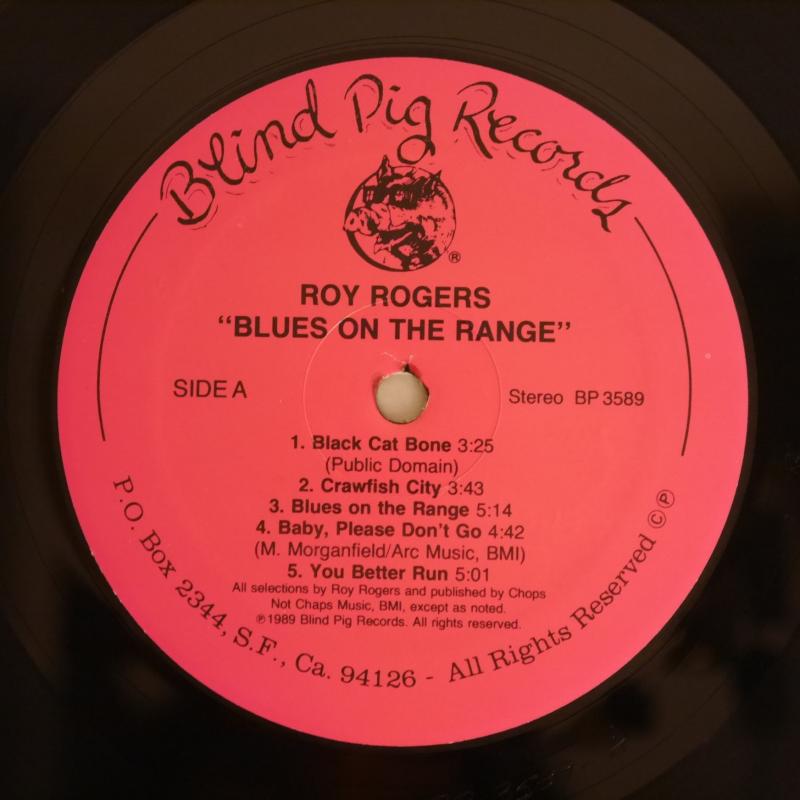 Blind Pig Records
®
ROY ROGERS
“BLUES ON THE RANGE”
SIDE A
Stereo BP 3589
1. Black Cat Bone 3:25
(Public Domain)
2. Crawfish City 3:43
3. Blues on the Range 5:14
4. Baby, Please Don't Go 4:42
(M. Morganfield/Arc Music, BMI)
5. You Better Run 5:01
All selections by Roy Rogers and published by Chops
Not Chaps Music, BMI, except as noted.
℗1989 Blind Pig Records. All rights reserved.
P.O. Box 2344, S.F., Ca. 94126 - All Rights Reserved ©℗